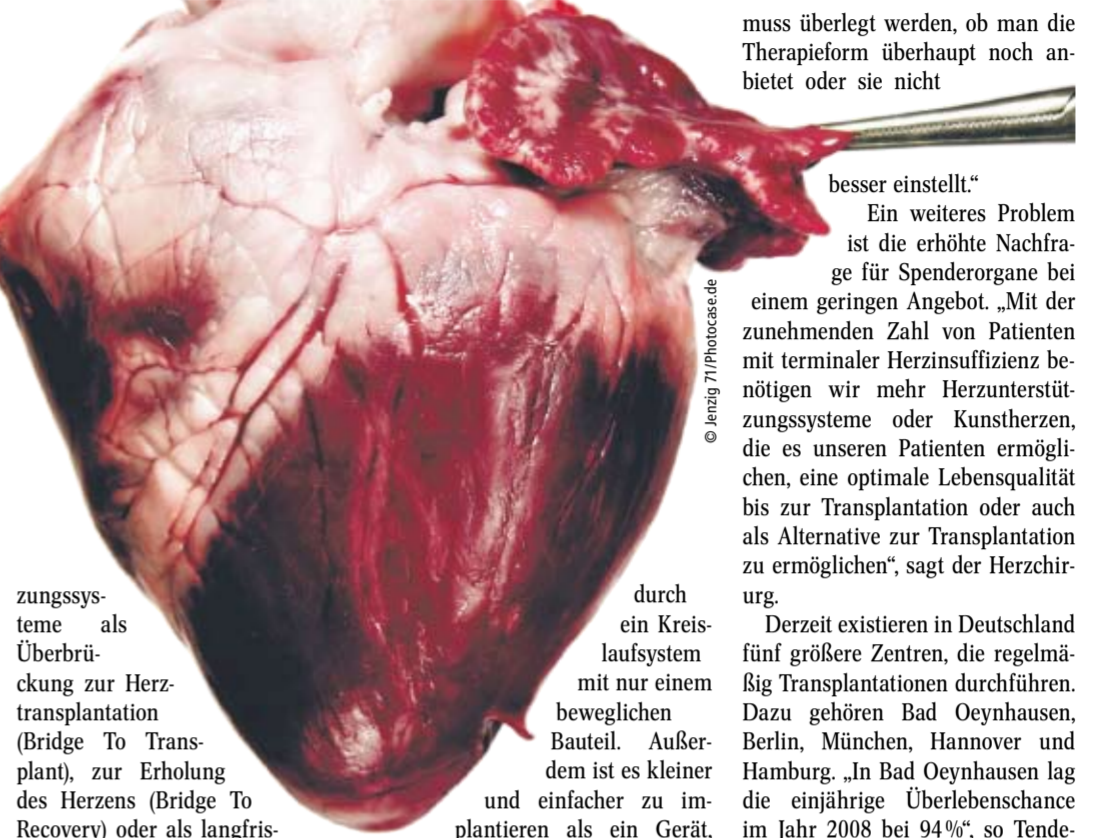 zungssys-
teme als
Überbrü-
ckung zur Herz-
transplantation
(Bridge To Trans-
plant), zur Erholung
des Herzens (Bridge To
Recovery) oder als langfris-
durch
ein Kreis-
laufsystem
mit nur einem
beweglichen
Bauteil. Außer-
dem ist es kleiner
und einfacher zu im-
plantieren als ein Gerät,
© Jenzig 71/Photocase.de
muss überlegt werden, ob man die
Therapieform überhaupt noch an-
bietet oder sie nicht
besser einstellt.“
Ein weiteres Problem
ist die erhöhte Nachfra-
ge für Spenderorgane bei
einem geringen Angebot. „Mit der
zunehmenden Zahl von Patienten
mit terminaler Herzinsuffizienz be-
nötigen wir mehr Herzunterstüt-
zungssysteme oder Kunstherzen,
die es unseren Patienten ermögli-
chen, eine optimale Lebensqualität
bis zur Transplantation oder auch
als Alternative zur Transplantation
zu ermöglichen“, sagt der Herzchir-
urg.
Derzeit existieren in Deutschland
fünf größere Zentren, die regelmä-
ßig Transplantationen durchführen.
Dazu gehören Bad Oeynhausen,
Berlin, München, Hannover und
Hamburg. „In Bad Oeynhausen lag
die einjährige Überlebenschance
im Jahr 2008 bei 94%“, so Tende-